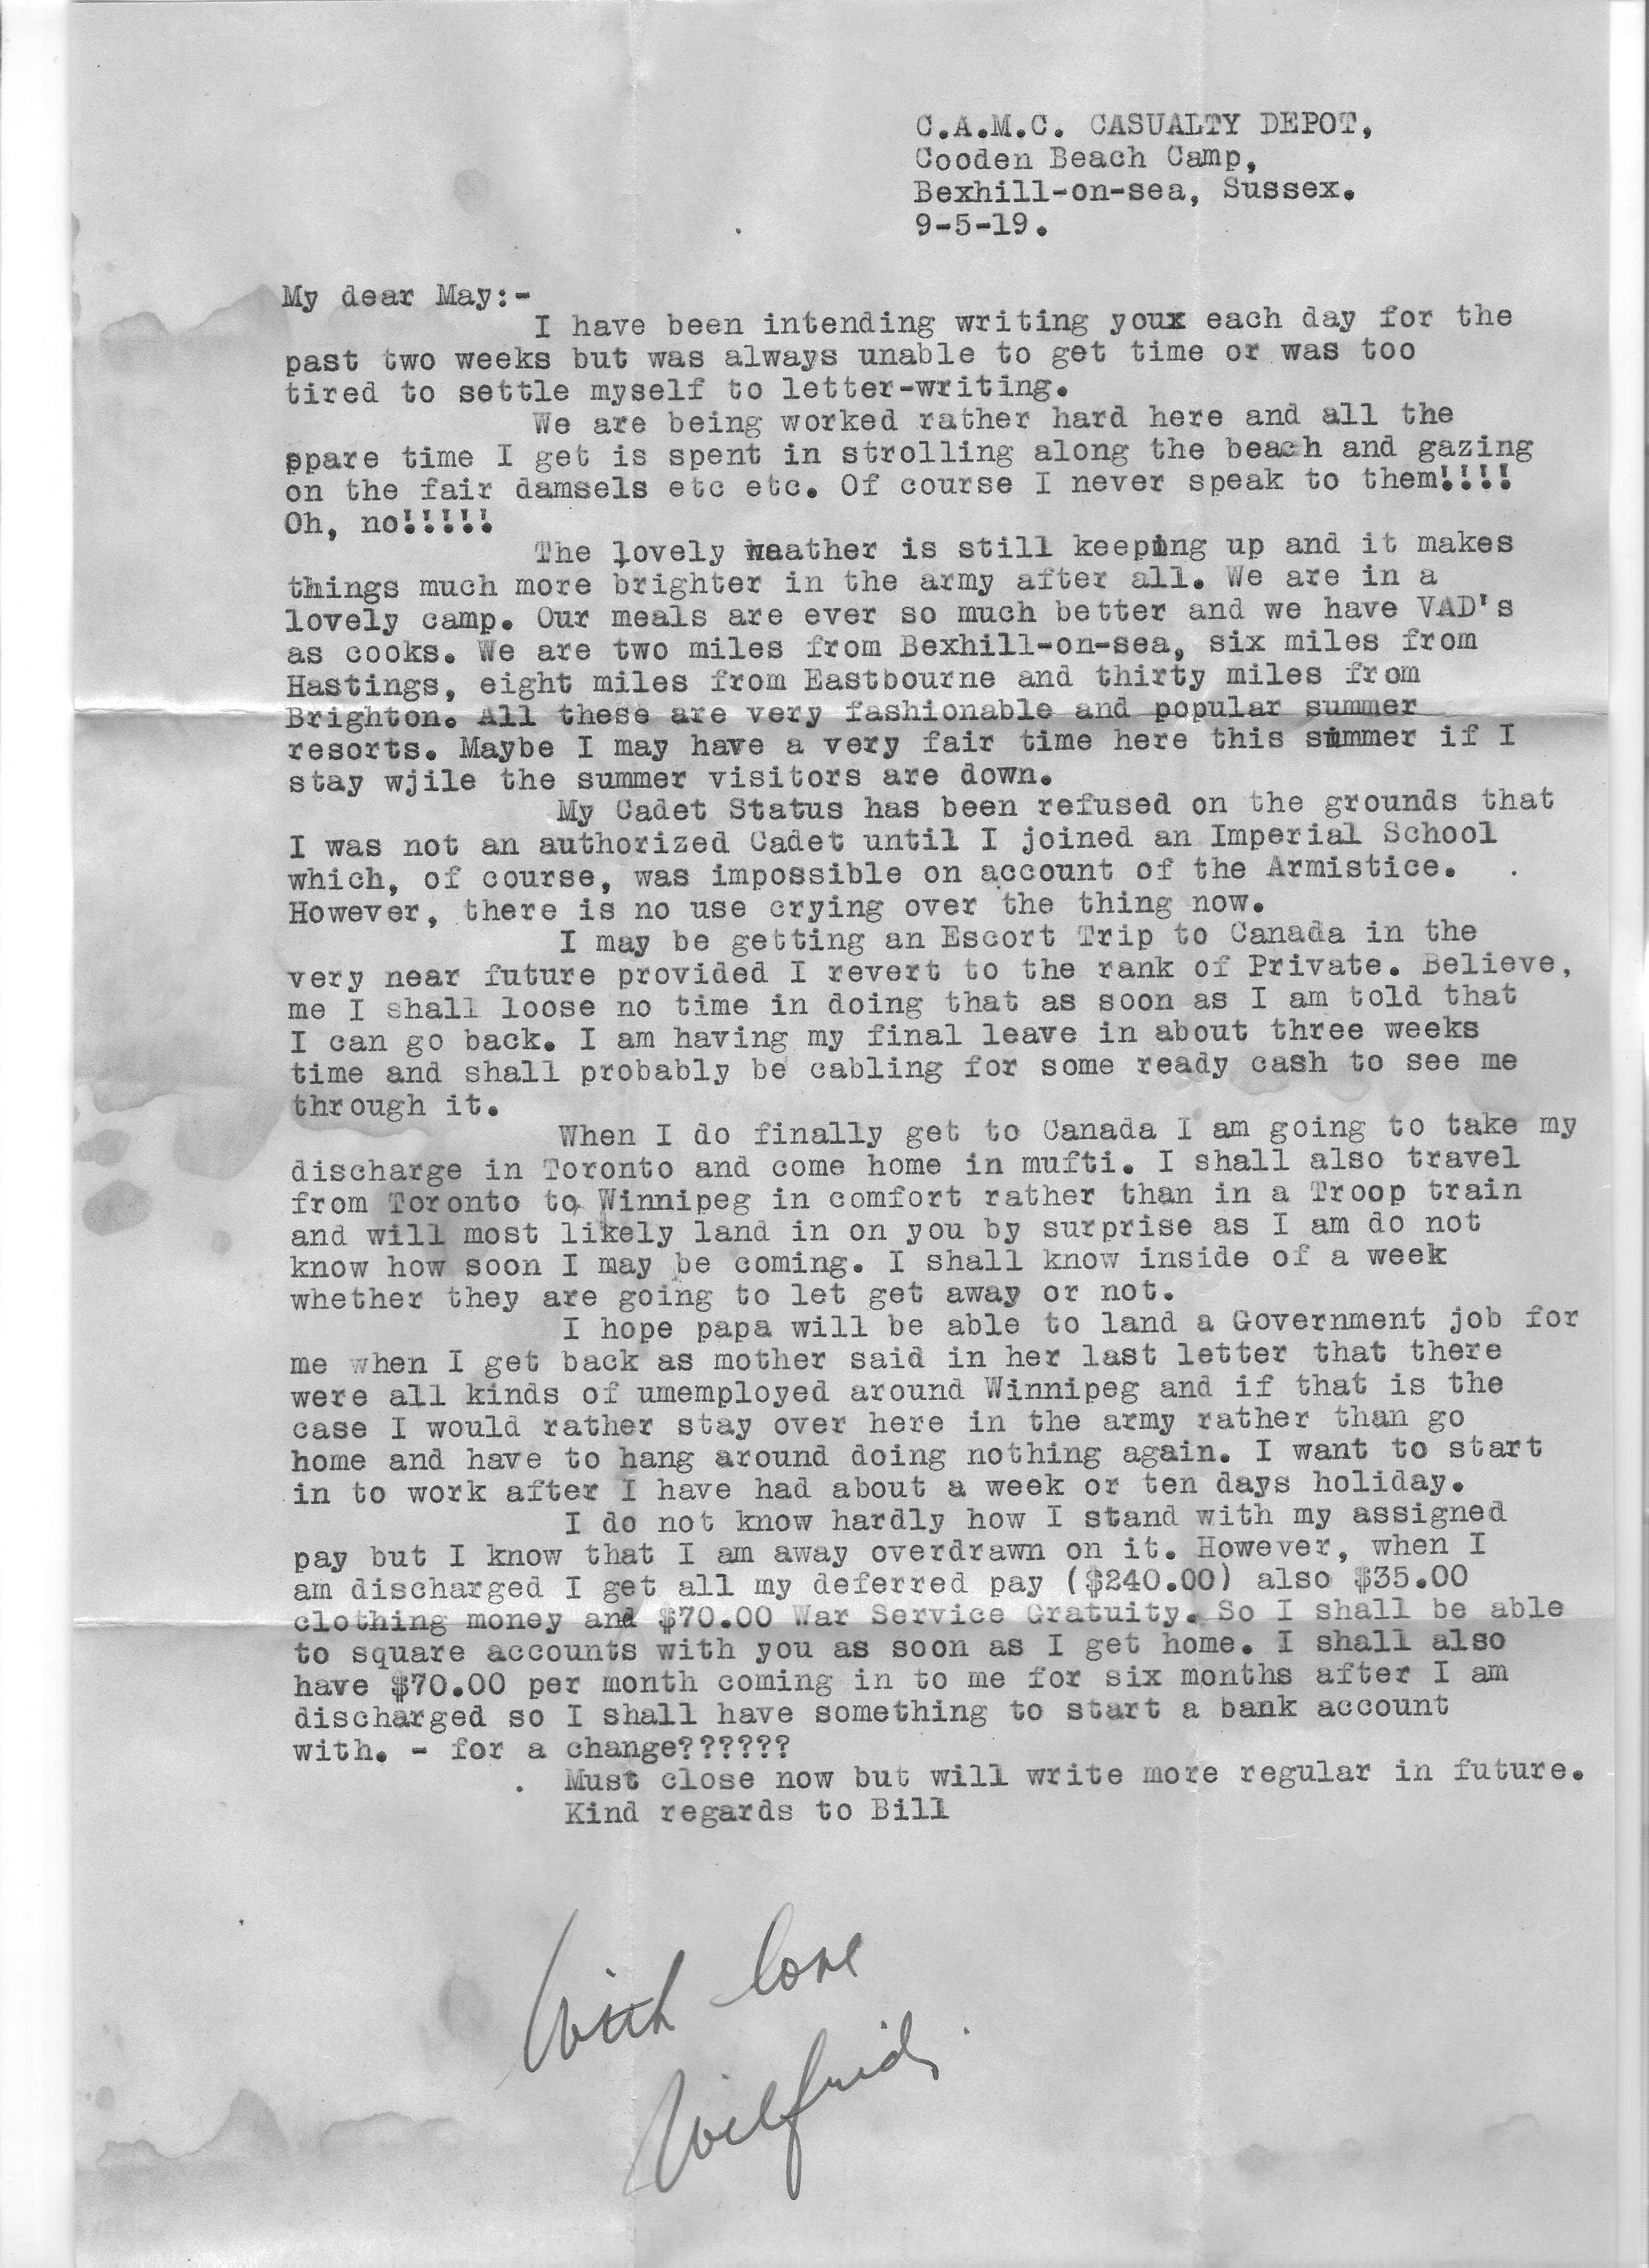 C.A.M.C. CASUALTY DEPOT,
Cooden Beach Camp,
Bexhill-on-sea, Sussex.
9-5-19.
My dear May:-
I have been intending writing youx each day for the
past two weeks but was always unable to get time or was too
tired to settle myself to letter-writing.
We are being worked rather hard here and all the
spare time I get is spent in strolling along the beach and gazing
on the fair damsels etc etc. Of course I never speak to them!!!!
Oh, no!!!!!
The lovely weather is still keeping up and it makes
things much more brighter in the army after all. We are in a
lovely camp. Our meals are ever so much better and we have VAD's
as cooks. We are two miles from Bexhill-on-sea, six miles from
Hastings, eight miles from Eastbourne and thirty miles from
Brighton. All these are very fashionable and popular summer
resorts. Maybe I may have a very fair time here this summer if I
stay wjile the summer visitors are down.
My Cadet Status has been refused on the grounds that
I was not an authorized Cadet until I joined an Imperial School
which, of course, was impossible on account of the Armistice.
However, there is no use crying over the thing now.
I may be getting an Escort Trip to Canada in the
very near future provided I revert to the rank of Private. Believe,
me I shall loose no time in doing that as soon as I am told that
I can go back. I am having my final leave in about three weeks
time and shall probably be cabling for some ready cash to see me
through it.
When I do finally get to Canada I am going to take my
discharge in Toronto and come home in mufti. I shall also travel
from Toronto to Winnipeg in comfort rather than in a Troop train
and will most likely land in on you by surprise as I am do not
know how soon I may be coming. I shall know inside of a week
whether they are going to let get away or not.
I hope papa will be able to land a Government job for
me when I get back as mother said in her last letter that there
were all kinds of umemployed around Winnipeg and if that is the
case I would rather stay over here in the army rather than go
home and have to hang around doing nothing again. I want to start
in to work after I have had about a week or ten days holiday.
I do not know hardly how I stand with my assigned
pay but I know that I am away overdrawn on it. However, when I
am discharged I get all my deferred pay ($240.00) also $35.00
clothing money and $70.00 War Service Gratuity. So I shall be able
to square accounts with you as soon as I get home. I shall also
have $70.00 per month coming in to me for six months after I am
discharged so I shall have something to start a bank account
with. - for a change??????
Must close now but will write more regular in future.
Kind regards to Bill
With love
Wilfrid.